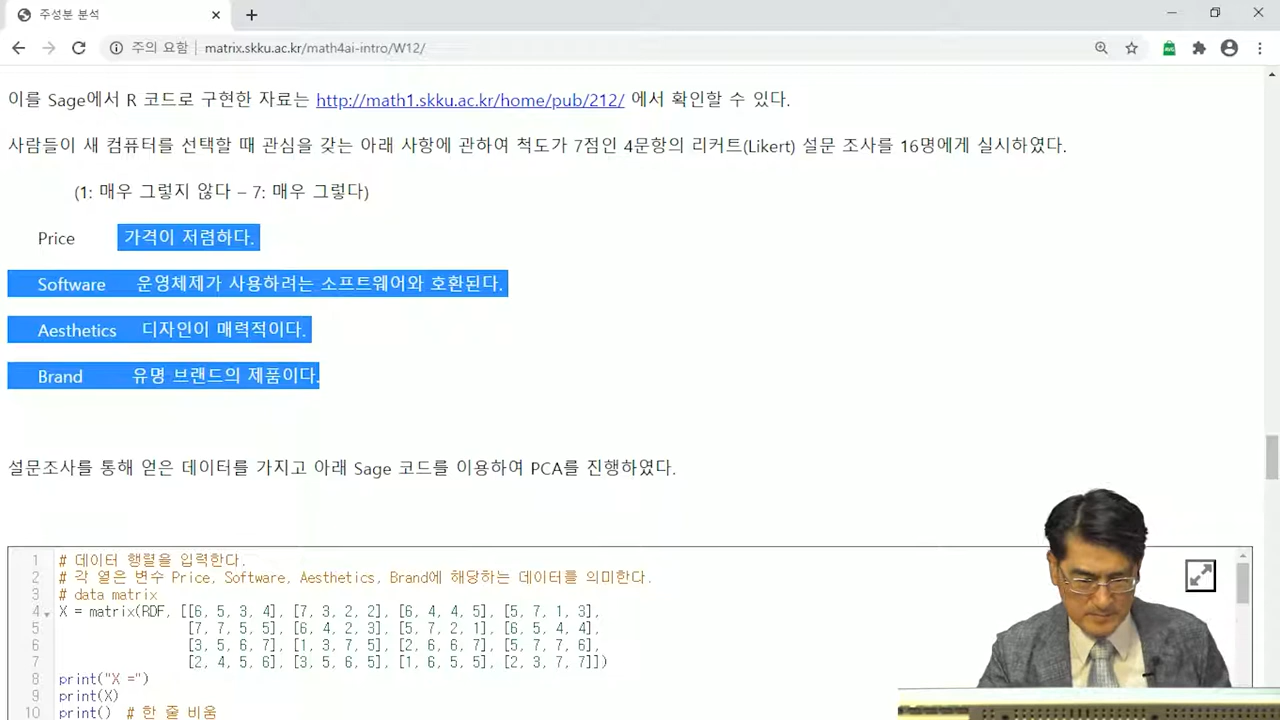 주성분 분석
주의 요함
matrix.skku.ac.kr/math4ai-intro/W12/
이를 Sage에서 R 코드로 구현한 자료는 http://math1.skku.ac.kr/home/pub/212/ 에서 확인할 수 있다.
사람들이 새 컴퓨터를 선택할 때 관심을 갖는 아래 사항에 관하여 척도가 7점인 4문항의 리커트(Likert) 설문 조사를 16명에게 실시하였다.
(1: 매우 그렇지 않다 – 7: 매우 그렇다)
Price 가격이 저렴하다.
Software 운영체제가 사용하려는 소프트웨어와 호환된다.
Aesthetics 디자인이 매력적이다.
Brand 유명 브랜드의 제품이다.
설문조사를 통해 얻은 데이터를 가지고 아래 Sage 코드를 이용하여 PCA를 진행하였다.
1 # 데이터 행렬을 입력한다.
2 # 각 열은 변수 Price, Software, Aesthetics, Brand에 해당하는 데이터를 의미한다.
3 # data matrix
4 X = matrix(RDF, [[6, 5, 3, 4], [7, 3, 2, 2], [6, 4, 4, 5], [5, 7, 1, 3],
5 [7, 7, 5, 5], [6, 4, 2, 3], [5, 7, 2, 1], [6, 5, 4, 4],
6 [3, 5, 6, 7], [1, 3, 7, 5], [2, 6, 6, 7], [5, 7, 7, 6],
7 [2, 4, 5, 6], [3, 5, 6, 5], [1, 6, 5, 5], [2, 3, 7, 7]])
8 print("X =")
9 print(X)
10 print() # 한 줄 비움